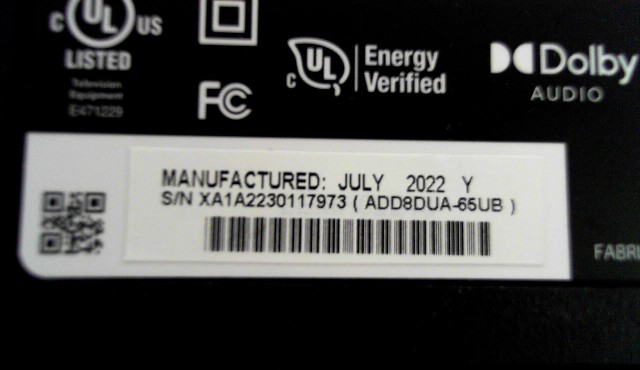 c UL US
LISTED
Television
Equipment
E471229
FC
c UL Energy
Verified
Dolby
AUDIO
MANUFACTURED: JULY 2022 Y
S/N XA1A2230117973 ( ADD8DUA-65UB )
FABRI